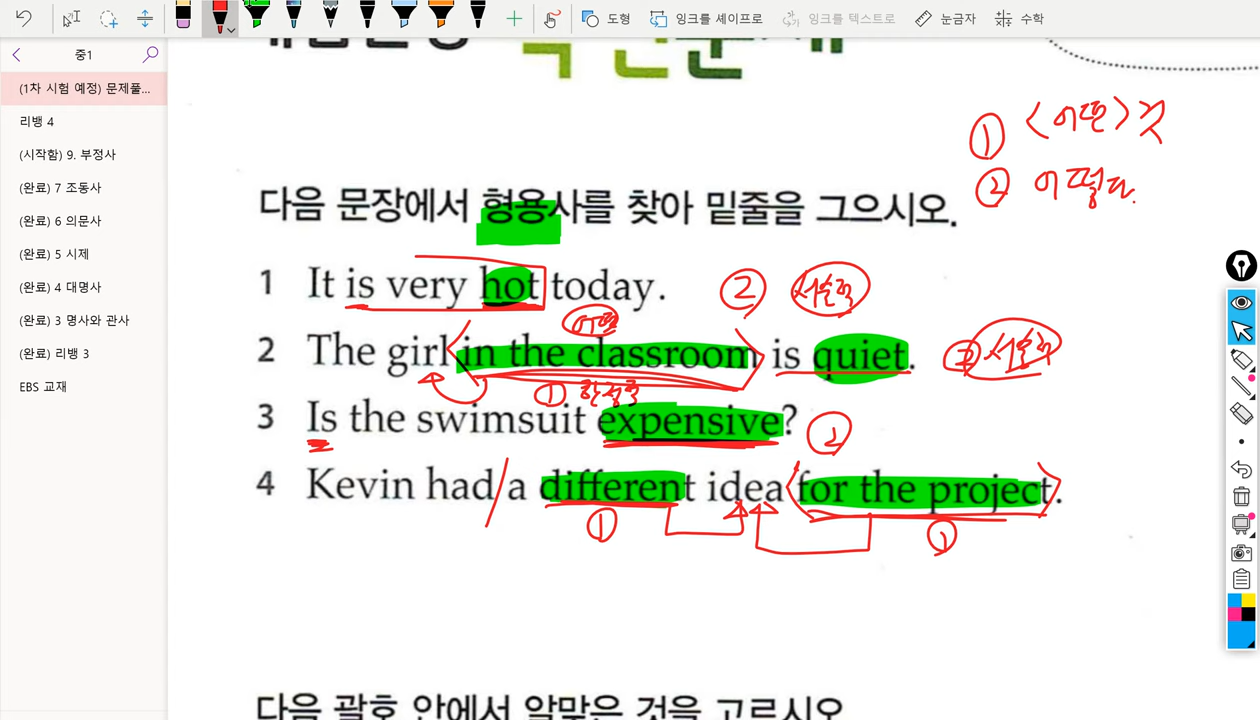 도형
잉크를 셰이프로
잉크를 텍스트로
눈금자
수학
중1
(1차 시험 예정) 문제풀...
리뱅 4
(시작함) 9. 부정사
(완료) 7 조동사
(완료) 6 의문사
(완료) 5 시제
(완료) 4 대명사
(완료) 3 명사와 관사
(완료) 리뱅 3
EBS 교재
① <어떤> 것
② 어떻다.
다음 문장에서 형용사를 찾아 밑줄을 그으시오.
1 It is very hot today. ② 서술적
어떤
2 The girl <in the classroom> is quiet. ② 서술적
① 한정적
3 Is the swimsuit expensive? ②
4 Kevin had / a different idea <for the project>.
① ①
다음 괄호 안에서 알맞은 것을 고르시오